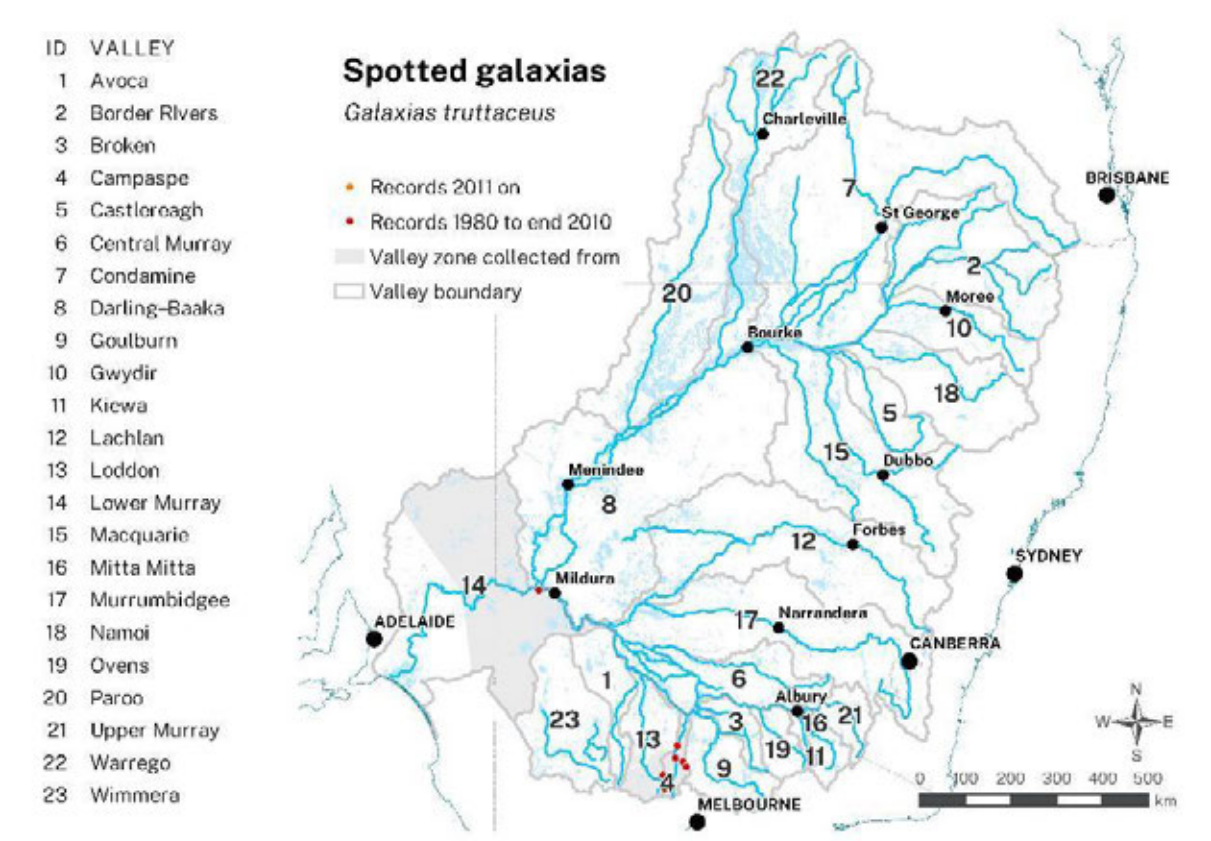 ID VALLEY
1 Avoca
2 Border RIvers
3 Broken
4 Campaspe
5 Castlereagh
6 Central Murray
7 Condamine
8 Darling–Baaka
9 Goulburn
10 Gwydir
11 Kiewa
12 Lachlan
13 Loddon
14 Lower Murray
15 Macquarie
16 Mitta Mitta
17 Murrumbidgee
18 Namoi
19 Ovens
20 Paroo
21 Upper Murray
22 Warrego
23 Wimmera
Spotted galaxias
Galaxias truttaceus
Records 2011 on
Records 1980 to end 2010
Valley zone collected from
Valley boundary
22
Charleville
BRISBANE
7
St George
2
20
Moree
10
Bourke
18
5
15
Dubbo
Menindee
8
Forbes
12
SYDNEY
14
Mildura
17
Narrandera
ADELAIDE
CANBERRA
1
6
Albury
23
3
16
21
13
19
11
9
4
MELBOURNE
N
W E
S
0 100 200 300 400 500
km